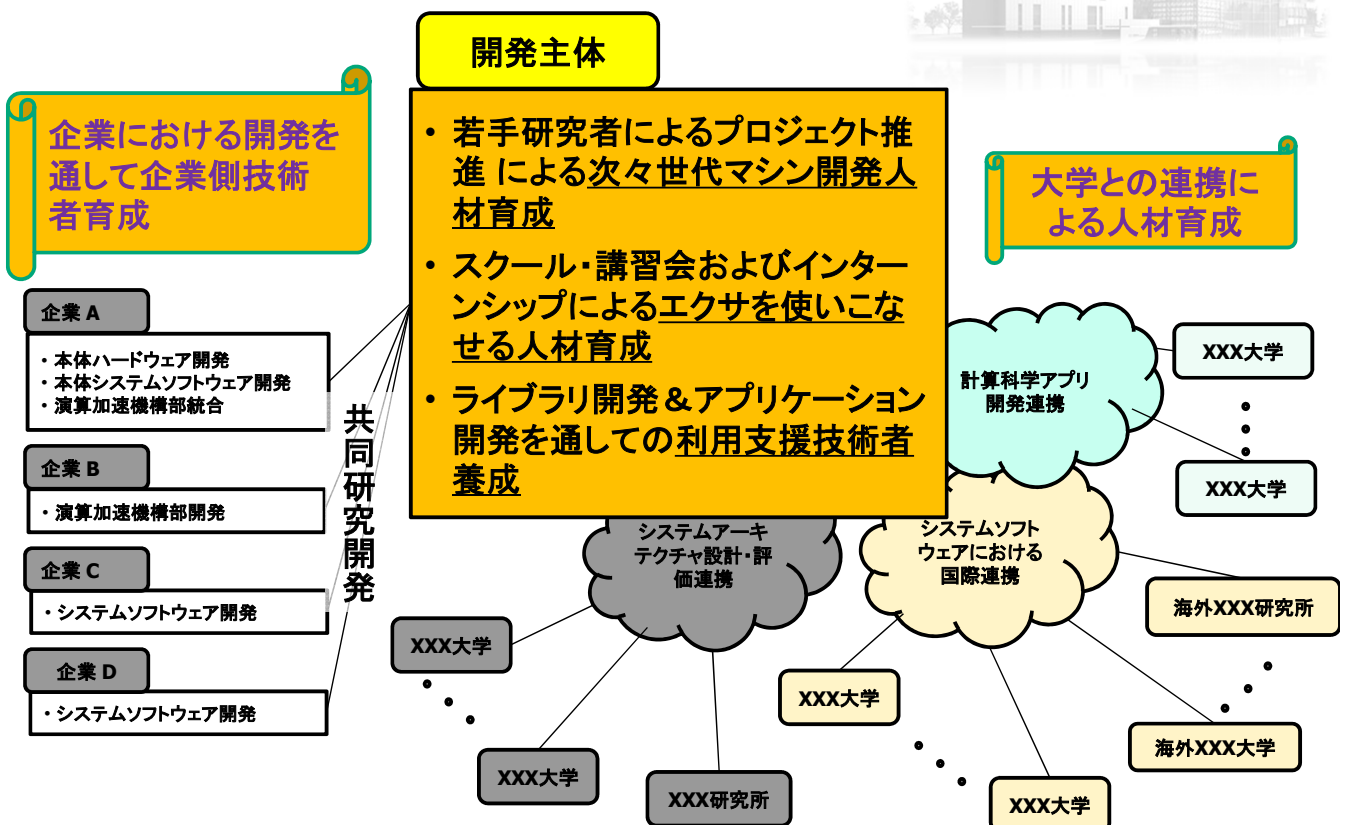 開発主体
企業における開発を
通して企業側技術
者育成
・若手研究者によるプロジェクト推
進 による次々世代マシン開発人
材育成
・スクール・講習会およびインター
ンシップによるエクサを使いこな
せる人材育成
・ライブラリ開発＆アプリケーション
開発を通しての利用支援技術者
養成
大学との連携に
よる人材育成
企業 A
・本体ハードウェア開発
・本体システムソフトウェア開発
・演算加速機構部統合
企業 B
・演算加速機構部開発
企業 C
・システムソフトウェア開発
企業 D
・システムソフトウェア開発
共同研究開発
計算科学アプリ
開発連携
XXX大学
XXX大学
システムアーキ
テクチャ設計・評
価連携
XXX大学
XXX大学
XXX研究所
システムソフト
ウェアにおける
国際連携
海外XXX研究所
XXX大学
海外XXX大学
XXX大学